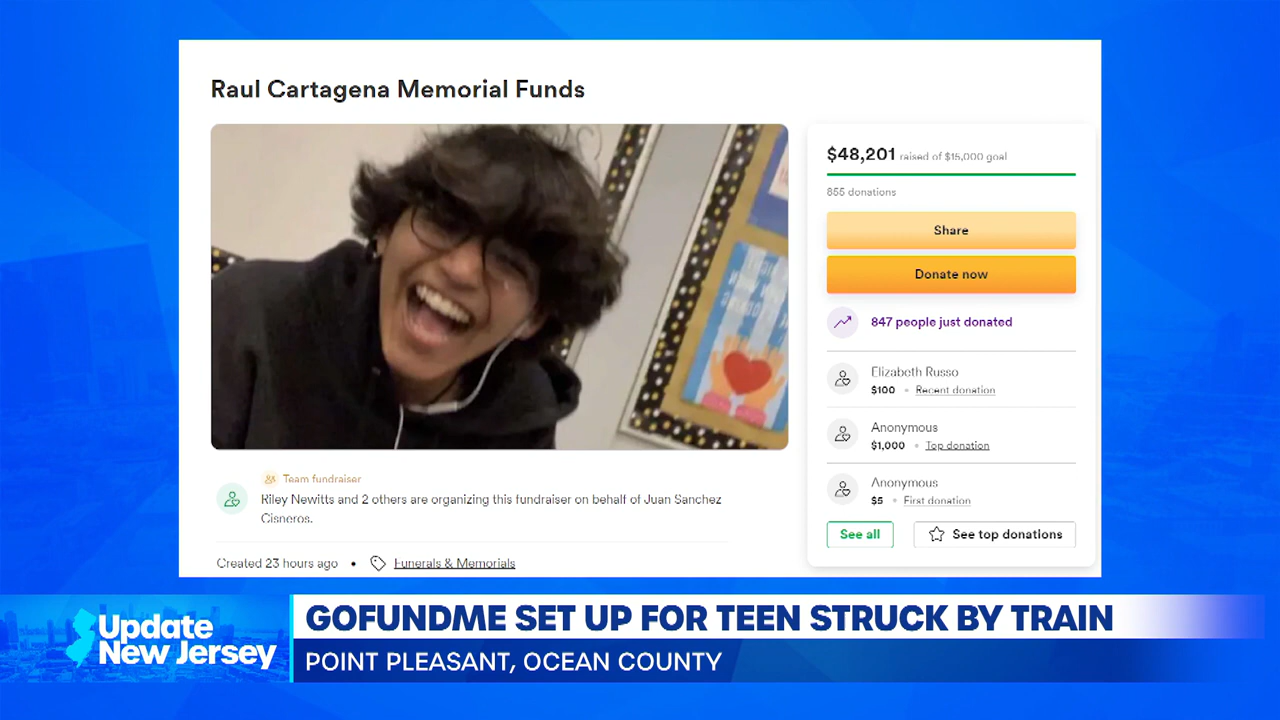 Raul Cartagena Memorial Funds
$48,201 raised of $15,000 goal
855 donations
Share
Donate now
847 people just donated
Elizabeth Russo
$100 • Recent donation
Anonymous
$1,000 • Top donation
Anonymous
$5 • First donation
See all
See top donations
Team fundraiser
Riley Newitts and 2 others are organizing this fundraiser on behalf of Juan Sanchez
Cisneros.
Created 23 hours ago • Funerals & Memorials
Update
New Jersey
GOFUNDME SET UP FOR TEEN STRUCK BY TRAIN
POINT PLEASANT, OCEAN COUNTY